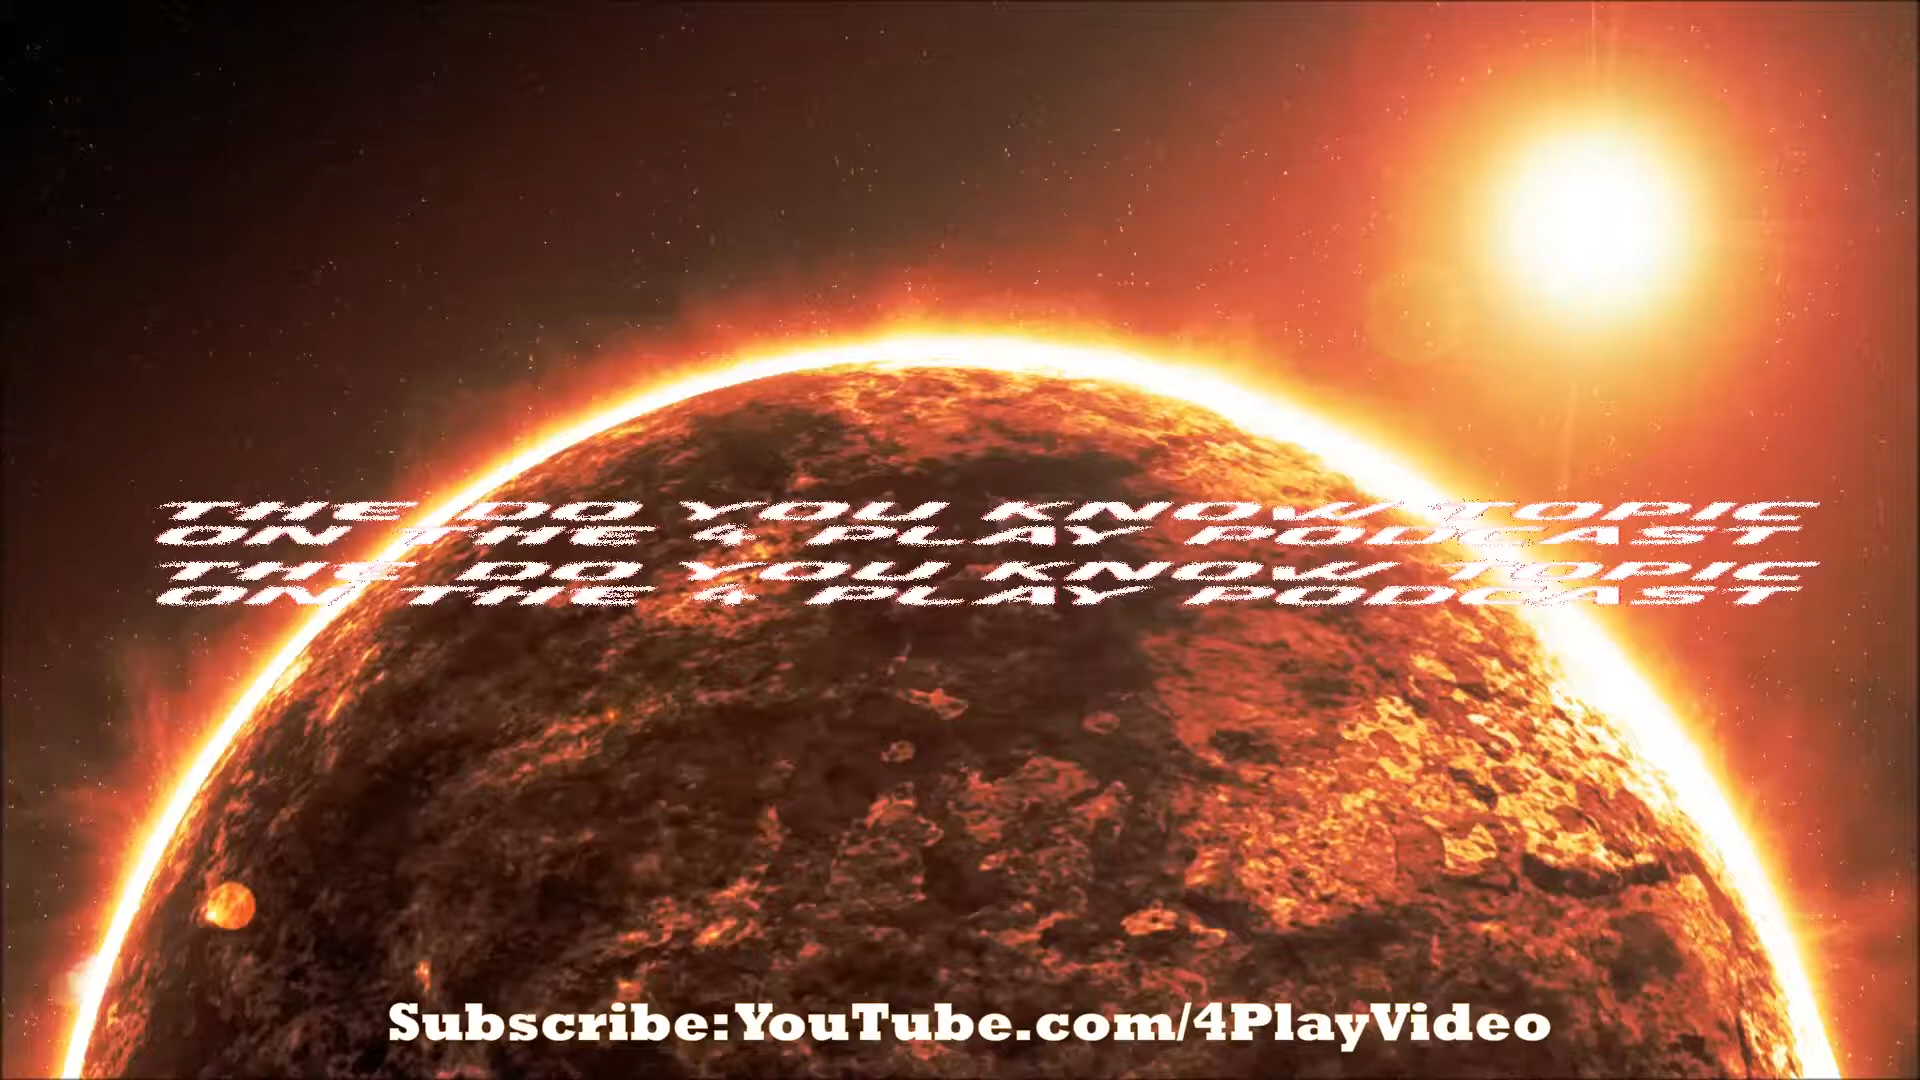 THE DO YOU KNOW TOPIC
ON THE 4 PLAY PODCAST
THE DO YOU KNOW TOPIC
ON THE 4 PLAY PODCAST
Subscribe:YouTube.com/4PlayVideo